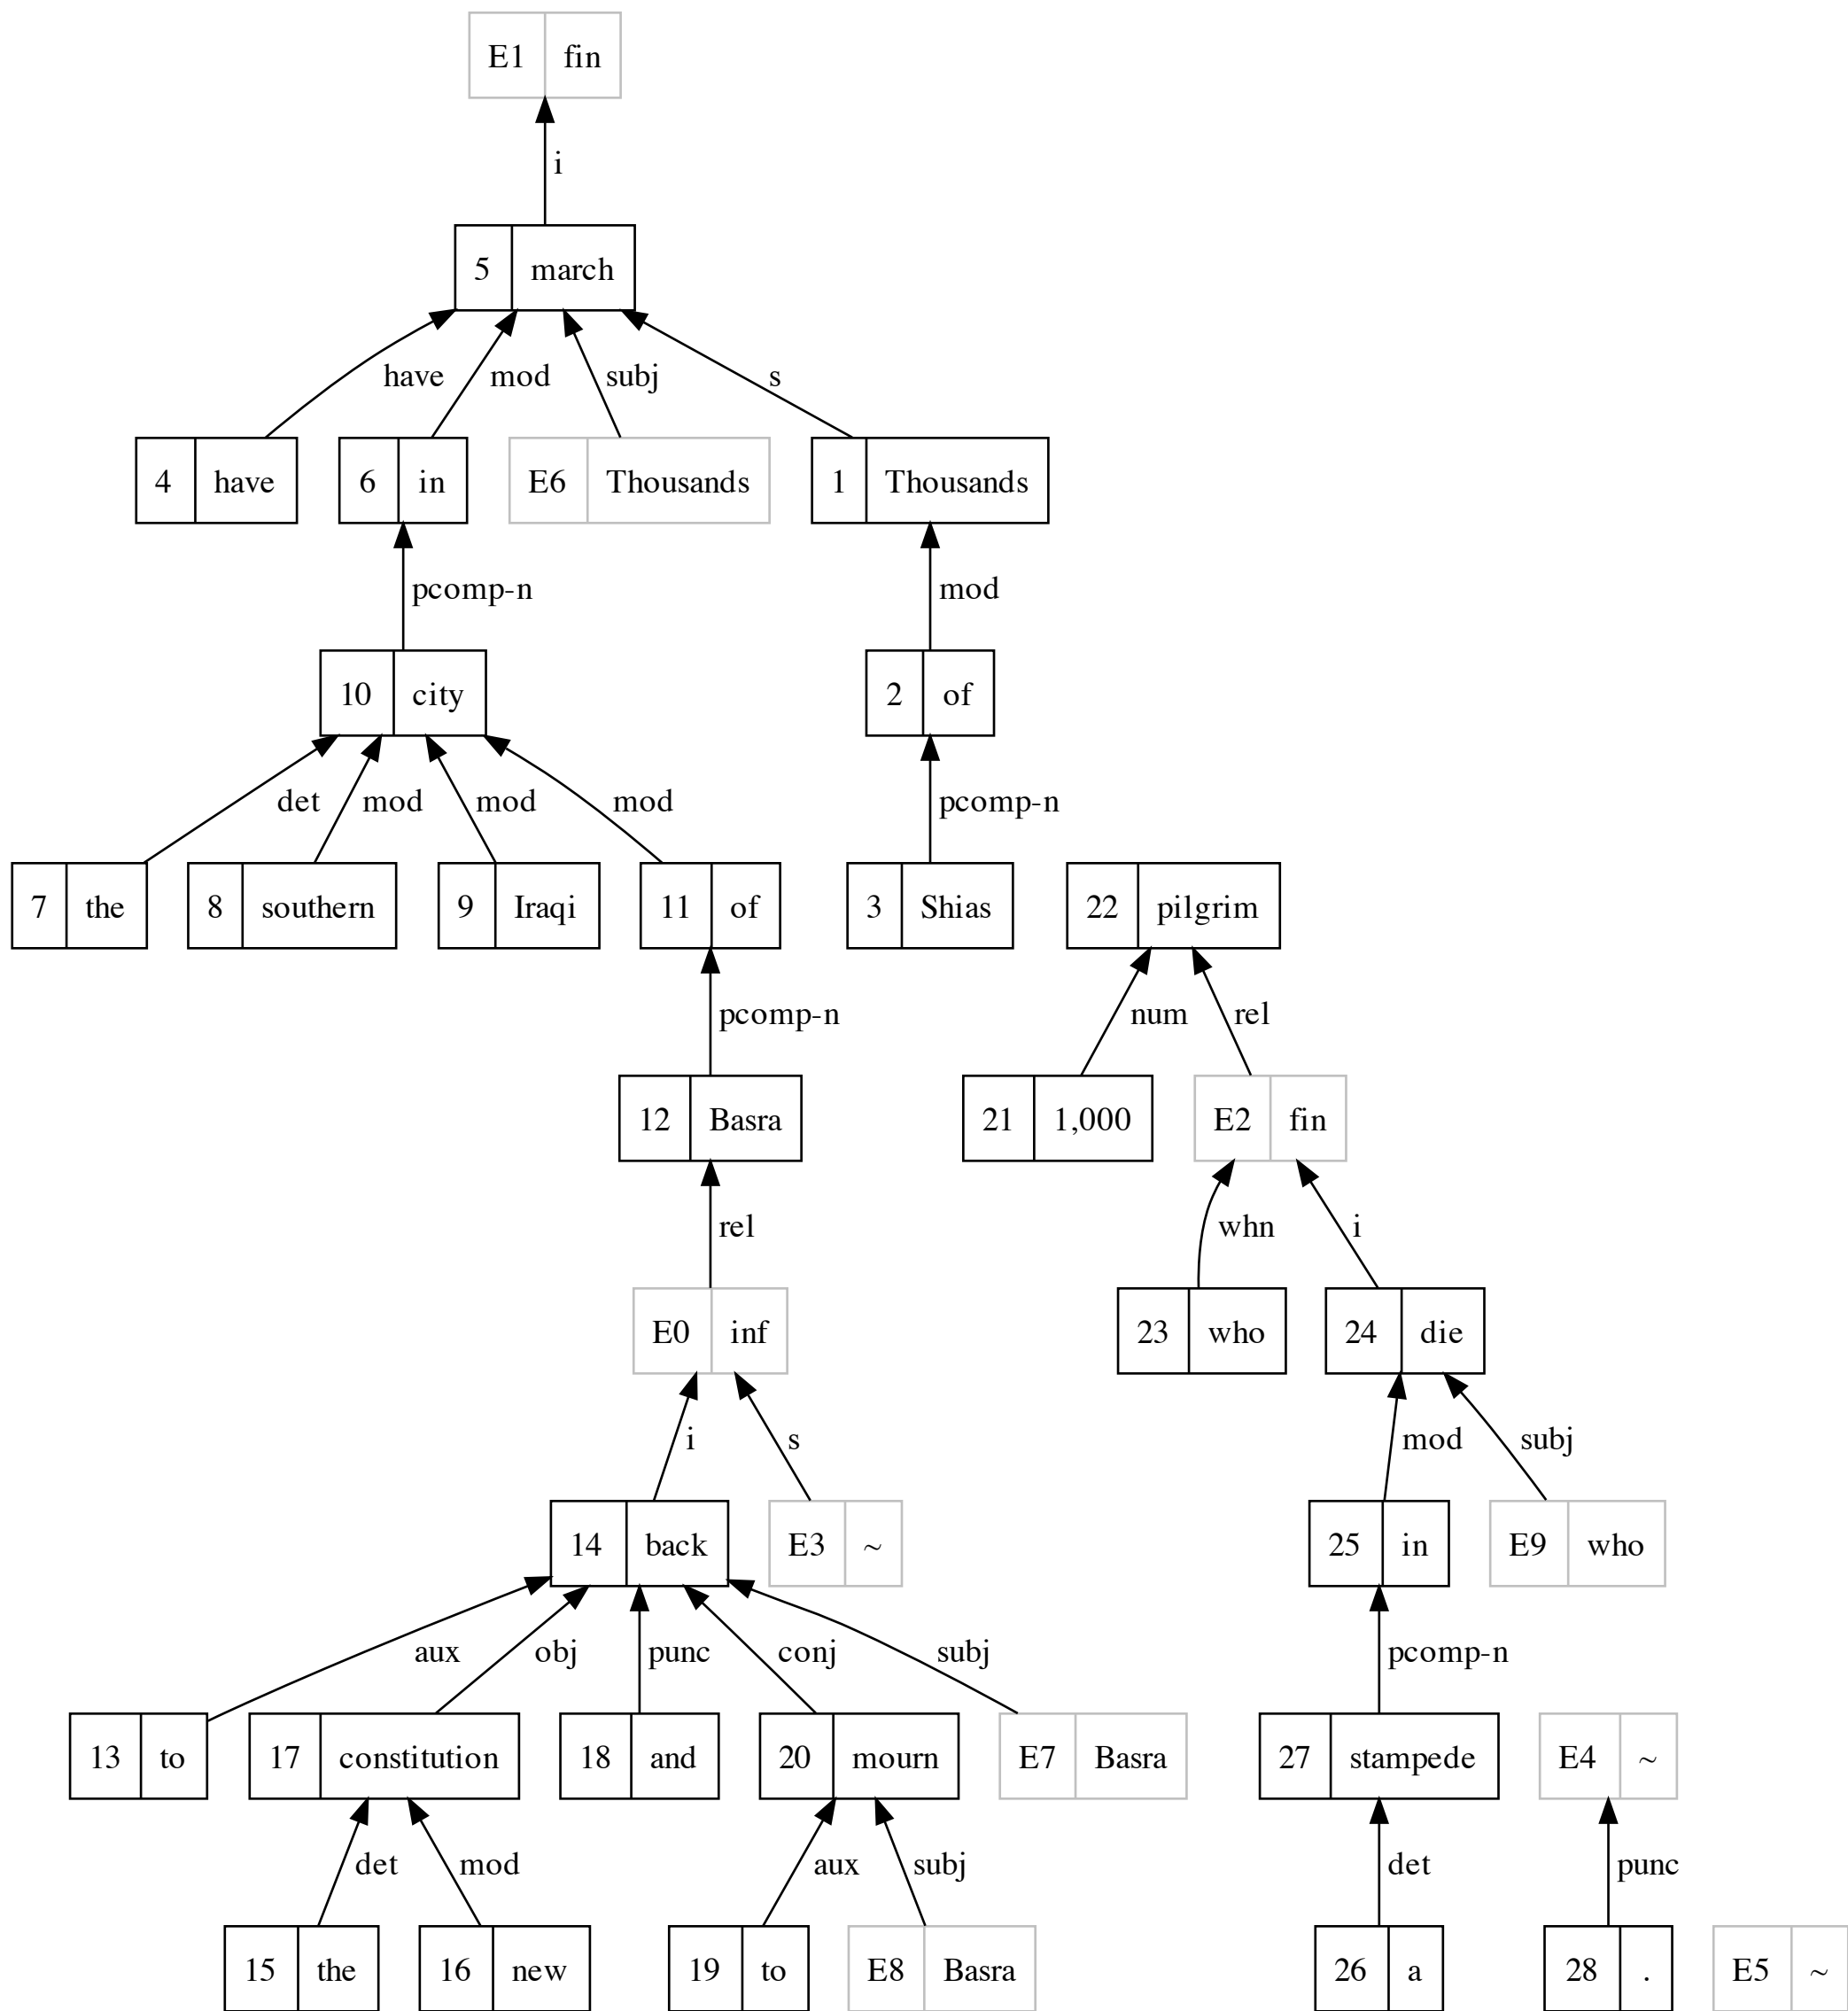 E1 fin
i
5 march
have mod subj s
4 have 6 in E6 Thousands 1 Thousands
pcomp-n mod
10 city 2 of
det mod mod mod pcomp-n
7 the 8 southern 9 Iraqi 11 of 3 Shias 22 pilgrim
pcomp-n num rel
12 Basra 21 1,000 E2 fin
rel whn i
E0 inf 23 who 24 die
i s mod subj
14 back E3 ~ 25 in E9 who
aux obj punc conj subj pcomp-n
13 to 17 constitution 18 and 20 mourn E7 Basra 27 stampede E4 ~
det mod aux subj det punc
15 the 16 new 19 to E8 Basra 26 a 28 . E5 ~